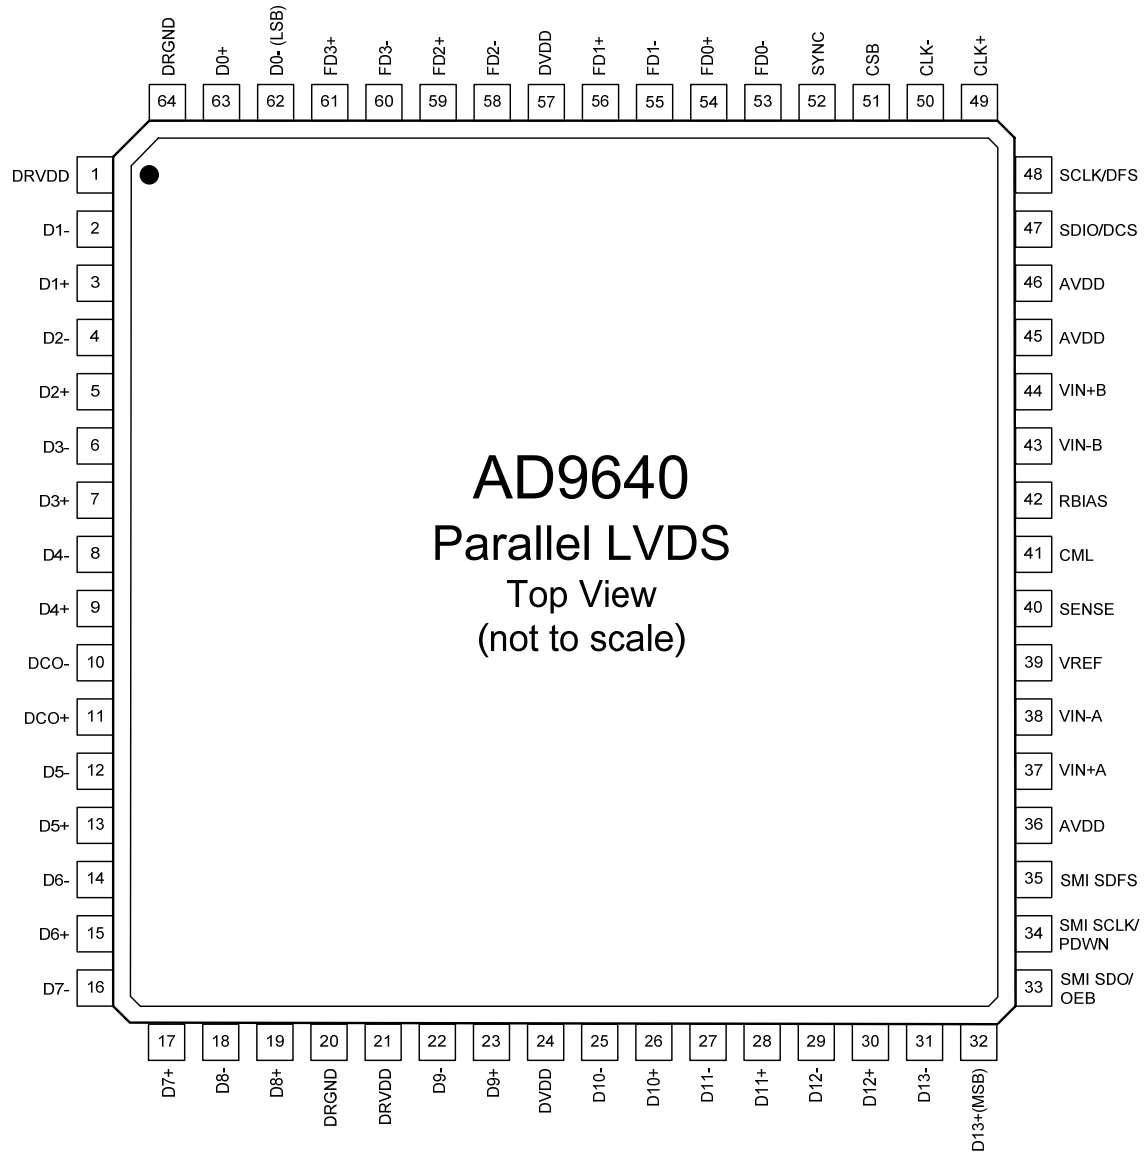 DRGND
D0+
D0- (LSB)
FD3+
FD3-
FD2+
FD2-
DVDD
FD1+
FD1-
FD0+
FD0-
SYNC
CSB
CLK-
CLK+
64 63 62 61 60 59 58 57 56 55 54 53 52 51 50 49
DRVDD 1
D1- 2
D1+ 3
D2- 4
D2+ 5
D3- 6
D3+ 7
D4- 8
D4+ 9
DCO- 10
DCO+ 11
D5- 12
D5+ 13
D6- 14
D6+ 15
D7- 16
AD9640
Parallel LVDS
Top View
(not to scale)
48 SCLK/DFS
47 SDIO/DCS
46 AVDD
45 AVDD
44 VIN+B
43 VIN-B
42 RBIAS
41 CML
40 SENSE
39 VREF
38 VIN-A
37 VIN+A
36 AVDD
35 SMI SDFS
34 SMI SCLK/
PDWN
33 SMI SDO/
OEB
17 18 19 20 21 22 23 24 25 26 27 28 29 30 31 32
D7+
D8-
D8+
DRGND
DRVDD
D9-
D9+
DVDD
D10-
D10+
D11-
D11+
D12-
D12+
D13-
D13+(MSB)